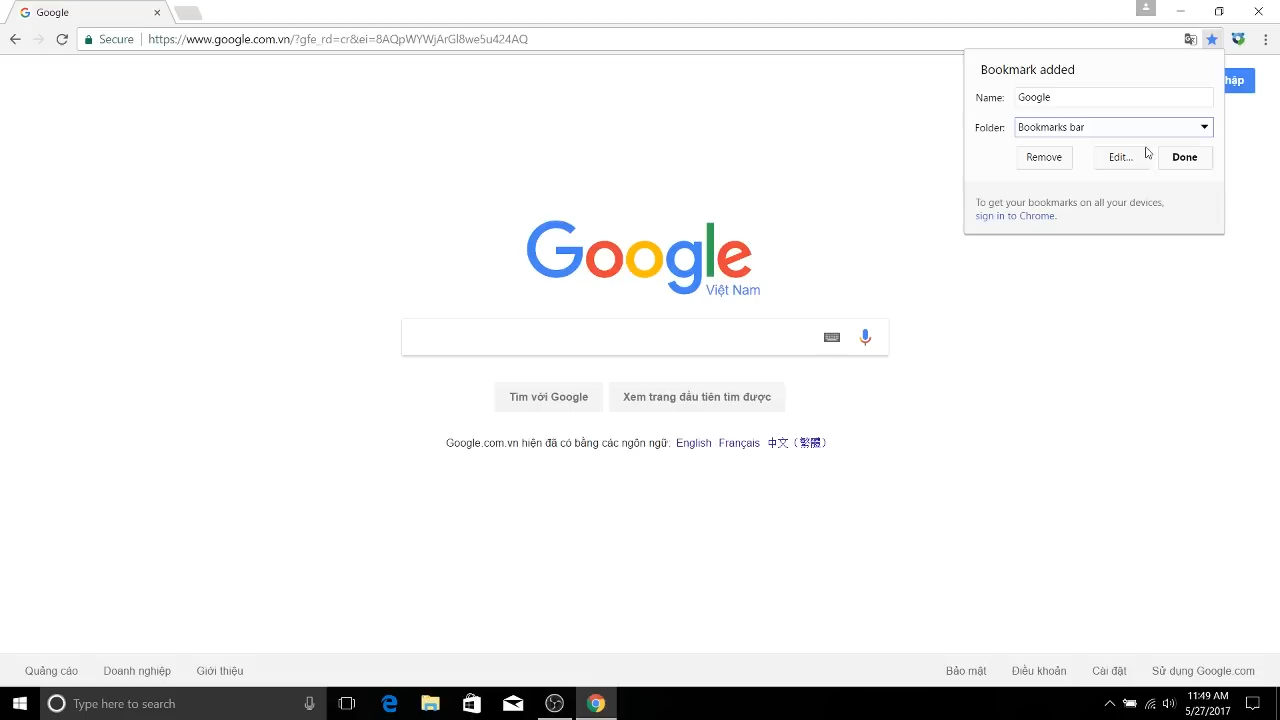 Google
Secure
https://www.google.com.vn/?gfe_rd=cr&ei=8AQpWYWjArGl8we5u424AQ
Bookmark added
hập
Name: Google
Folder: Bookmarks bar
Remove Edit... Done
To get your bookmarks on all your devices,
sign in to Chrome.
Google
Việt Nam
Tìm với Google Xem trang đầu tiên tìm được
Google.com.vn hiện đã có bằng các ngôn ngữ: English Français 中文（繁體）
Quảng cáo Doanh nghiệp Giới thiệu Bảo mật Điều khoản Cài đặt Sử dụng Google.com
Type here to search
11:49 AM
5/27/2017